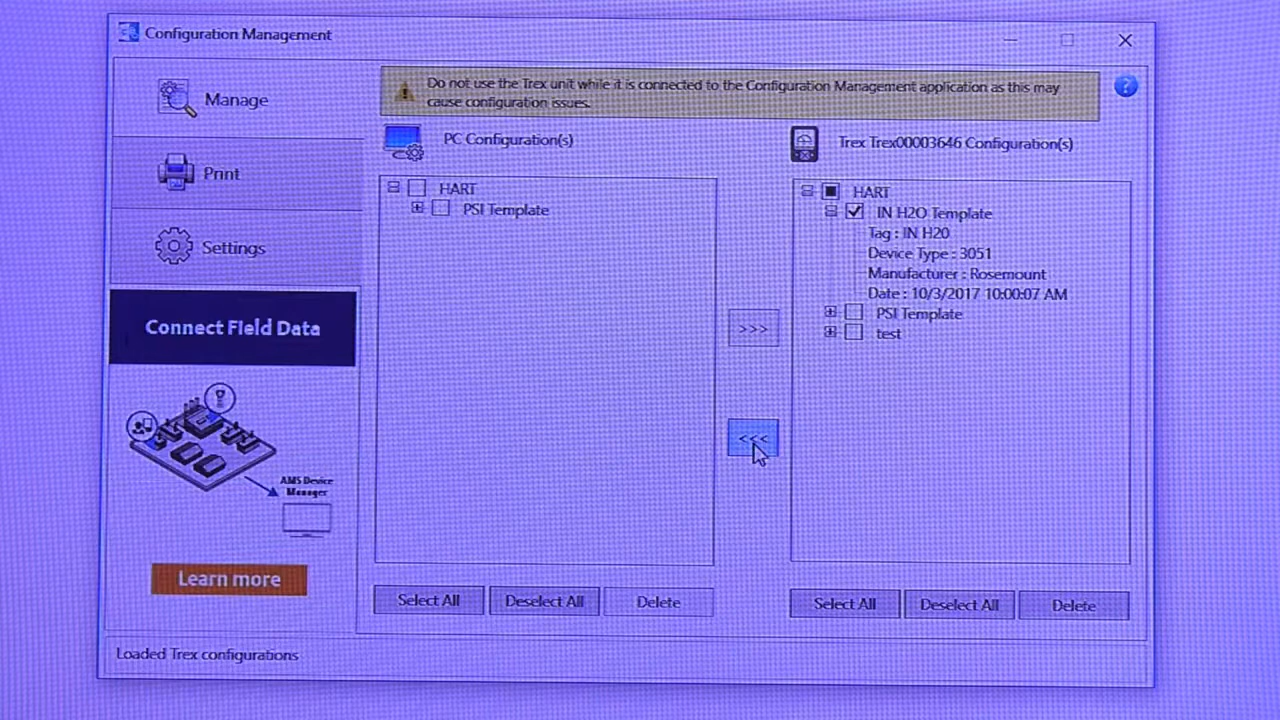 Configuration Management
Manage
Print
Settings
Connect Field Data
AMS Device
Manager
Learn more
Do not use the Trex unit while it is connected to the Configuration Management application as this may
cause configuration issues.
?
PC Configuration(s)
HART
PSI Template
>>>
<<<
Trex Trex00003646 Configuration(s)
HART
IN H2O Template
Tag : IN H20
Device Type : 3051
Manufacturer : Rosemount
Date : 10/3/2017 10:00:07 AM
PSI Template
test
Select All
Deselect All
Delete
Select All
Deselect All
Delete
Loaded Trex configurations